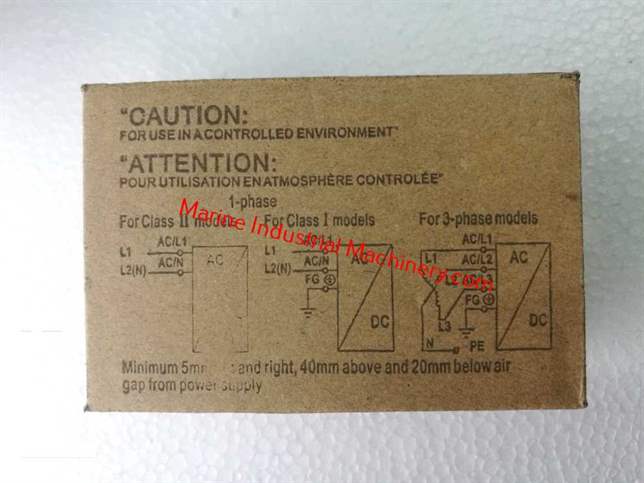 "CAUTION:
FOR USE IN A CONTROLLED ENVIRONMENT"
"ATTENTION:
POUR UTILISATION EN ATMOSPHÈRE CONTROLÉE"
1-phase
For Class II models
For Class I models
For 3-phase models
Marine Industrial Machinery.com
L1
AC/L1
L2(N)
AC/N
AC
L1
AC/L1
L2(N)
AC/N
FG
AC
DC
AC/L1
L1
AC/L2
L2
FG
L3
N
PE
AC
DC
Minimum 5mm and right, 40mm above and 20mm below air
gap from power supply